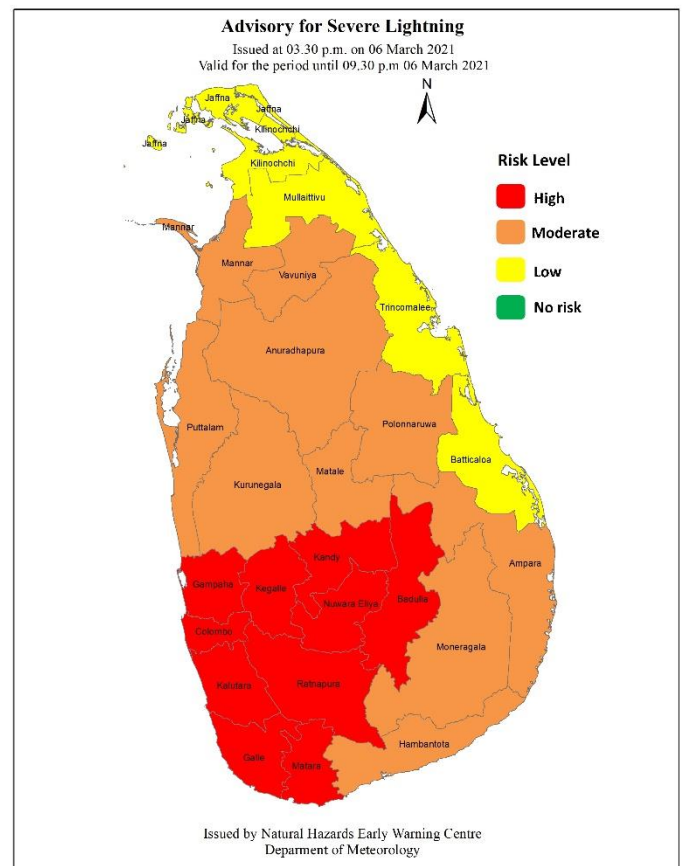 Advisory for Severe Lightning
Issued at 03.30 p.m. on 06 March 2021
Valid for the period until 09.30 p.m 06 March 2021
N
Jaffna
Jaffna
Jaffna
Kilinochchi
Jaffna
Kilinochchi
Risk Level
High
Mullaittivu
Mannar
Moderate
Mannar
Vavuniya
Low
Trincomalee
No risk
Anuradhapura
Polonnaruwa
Puttalam
Batticaloa
Matale
Kurunegala
Kandy
Ampara
Gampaha
Kegalle
Nuwara Eliya
Badulla
Colombo
Moneragala
Ratnapura
Kalutara
Hambantota
Galle
Matara
Issued by Natural Hazards Early Warning Centre
Deparment of Meteorology